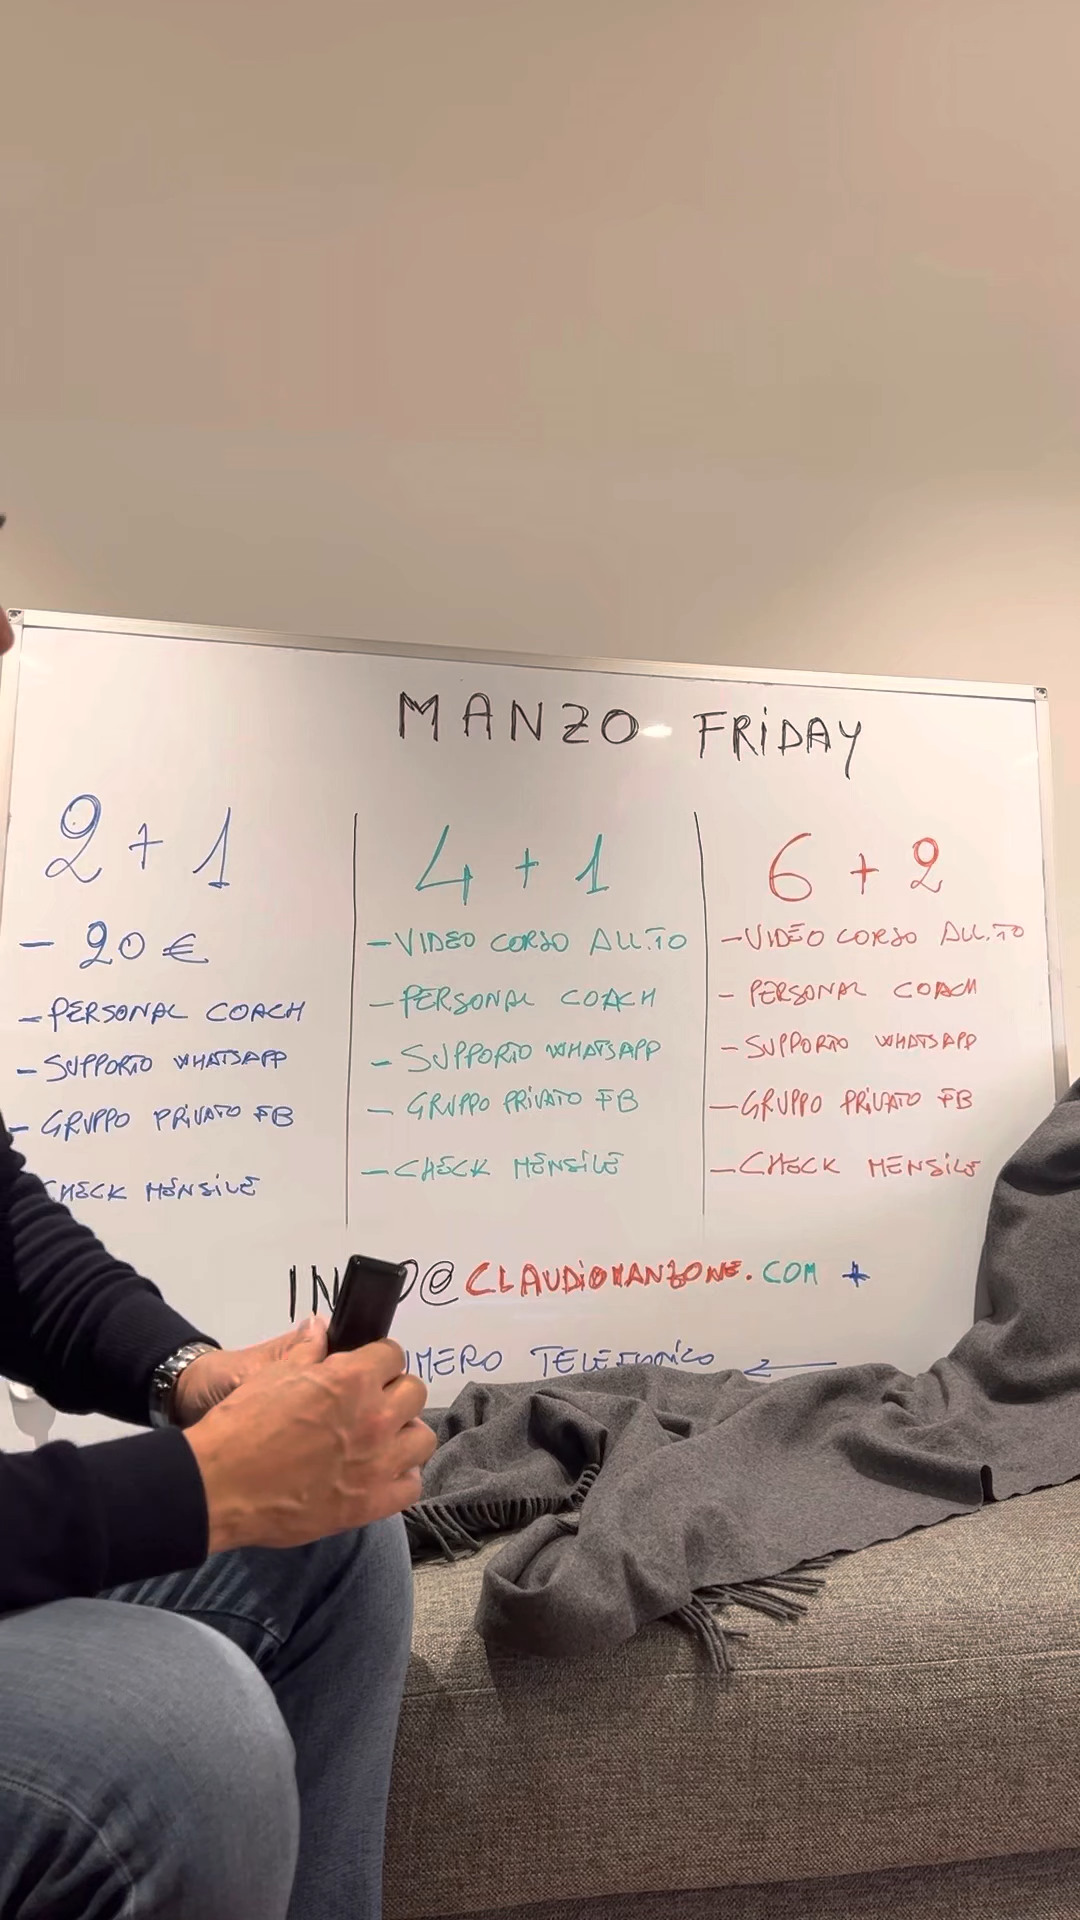 MANZO FRIDAY
2 + 1
- 20 €
- PERSONAL COACH
- SUPPORTO WHATSAPP
- GRUPPO PRIVATO FB
CHECK MENSILE
4 + 1
- VIDEO CORSO ALL.TO
- PERSONAL COACH
- SUPPORTO WHATSAPP
- GRUPPO PRIVATO FB
- CHECK MENSILE
6 + 2
- VIDEO CORSO ALL.TO
- PERSONAL COACH
- SUPPORTO WHATSAPP
- GRUPPO PRIVATO FB
- CHECK MENSILE
IN O@CLAUDIOMANZONE.COM +
UMERO TELEFONICO ←